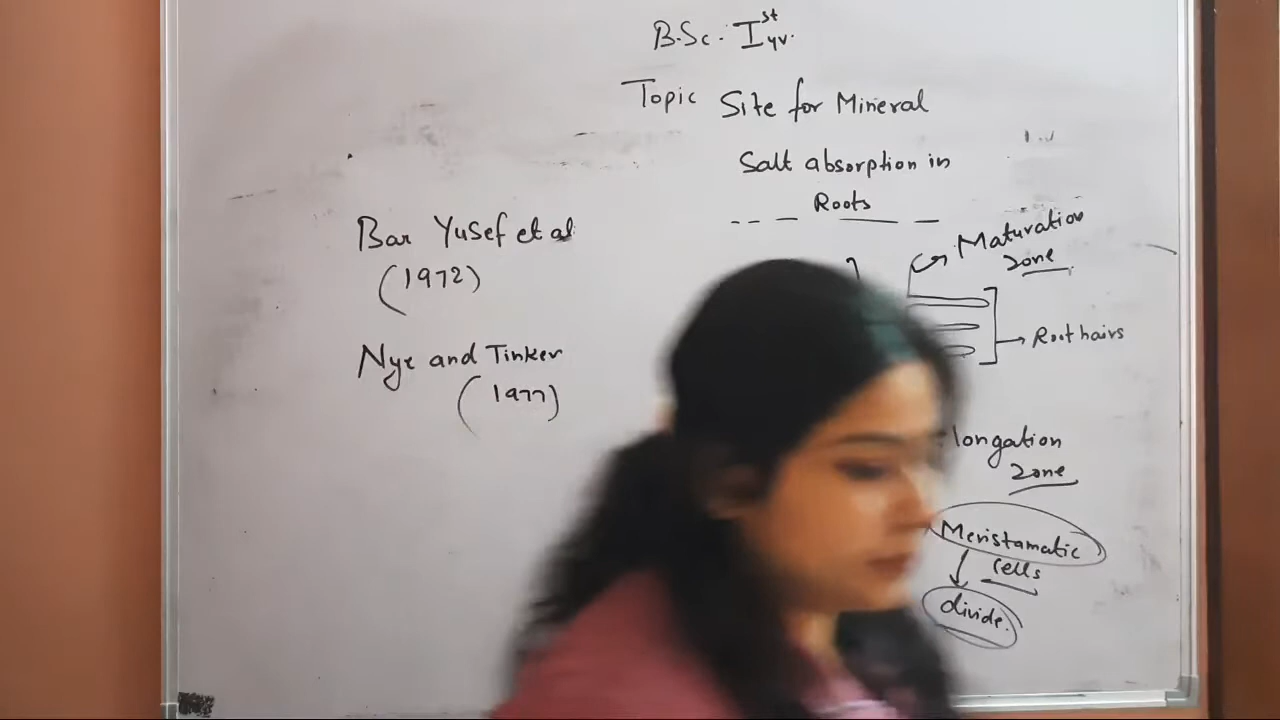 B.Sc. Ist yr.
Topic Site for Mineral
Salt absorption in
Roots
Bar Yusef et al
(1972)
Nye and Tinker
(1977)
Maturation
zone
Root hairs
longation
zone
Meristamatic
cells
divide.